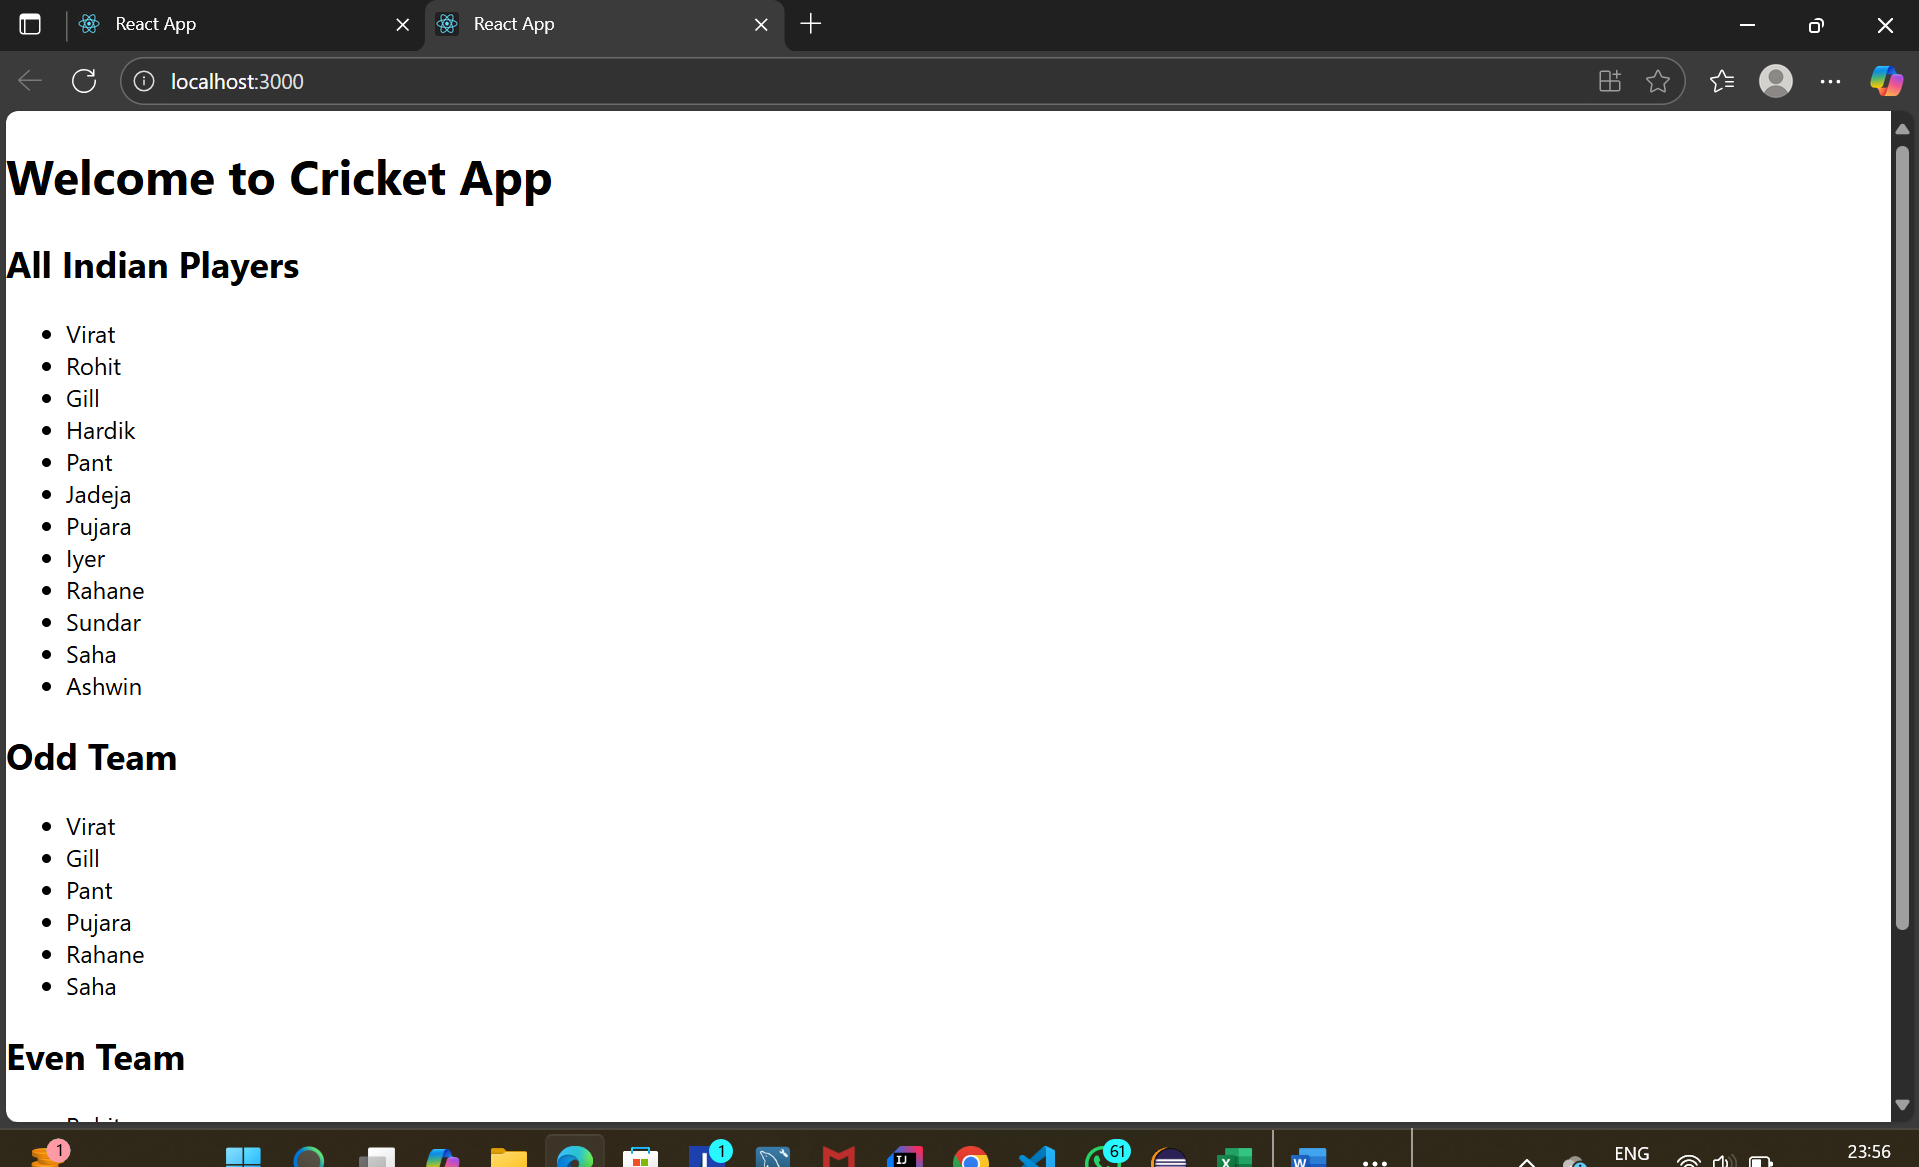 React App
React App
localhost:3000
Welcome to Cricket App
All Indian Players
Virat
Rohit
Gill
Hardik
Pant
Jadeja
Pujara
Iyer
Rahane
Sundar
Saha
Ashwin
Odd Team
Virat
Gill
Pant
Pujara
Rahane
Saha
Even Team
1
1
IJ
61
X
W
ENG
23:56